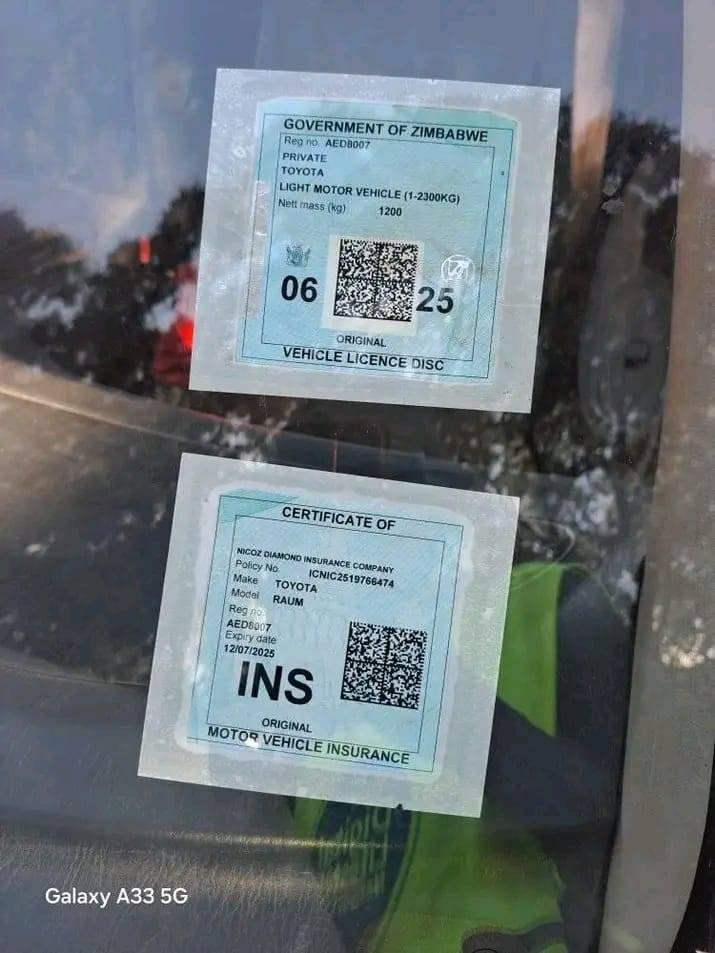 GOVERNMENT OF ZIMBABWE
Reg no. AED8007
PRIVATE
TOYOTA
LIGHT MOTOR VEHICLE (1-2300KG)
Nett mass (kg) 1200
06 25
ORIGINAL
VEHICLE LICENCE DISC
CERTIFICATE OF
NICOZ DIAMOND INSURANCE COMPANY
Policy No. ICNIC2519766474
Make TOYOTA
Model RAUM
Reg no.
AED8007
Expiry date
12/07/2025
INS
ORIGINAL
MOTOR VEHICLE INSURANCE
Galaxy A33 5G